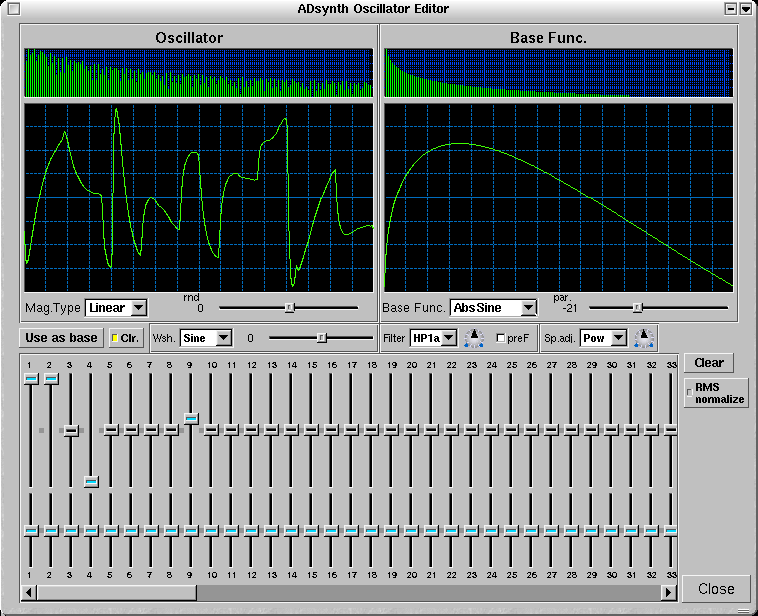 ADsynth Oscillator Editor
Oscillator Base Func.
rnd par.
Mag.Type Linear 0 Base Func. AbsSine -21
Use as base Clr. Wsh. Sine 0 Filter HP1a preF Sp.adj. Pow
Clear
1 2 3 4 5 6 7 8 9 10 11 12 13 14 15 16 17 18 19 20 21 22 23 24 25 26 27 28 29 30 31 32 33
RMS
normalize
1 2 3 4 5 6 7 8 9 10 11 12 13 14 15 16 17 18 19 20 21 22 23 24 25 26 27 28 29 30 31 32 33
Close